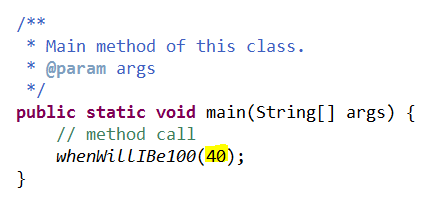 /**
 * Main method of this class.
 * @param args
 */
public static void main(String[] args) {
    // method call
    whenWillIBe100(40);
}